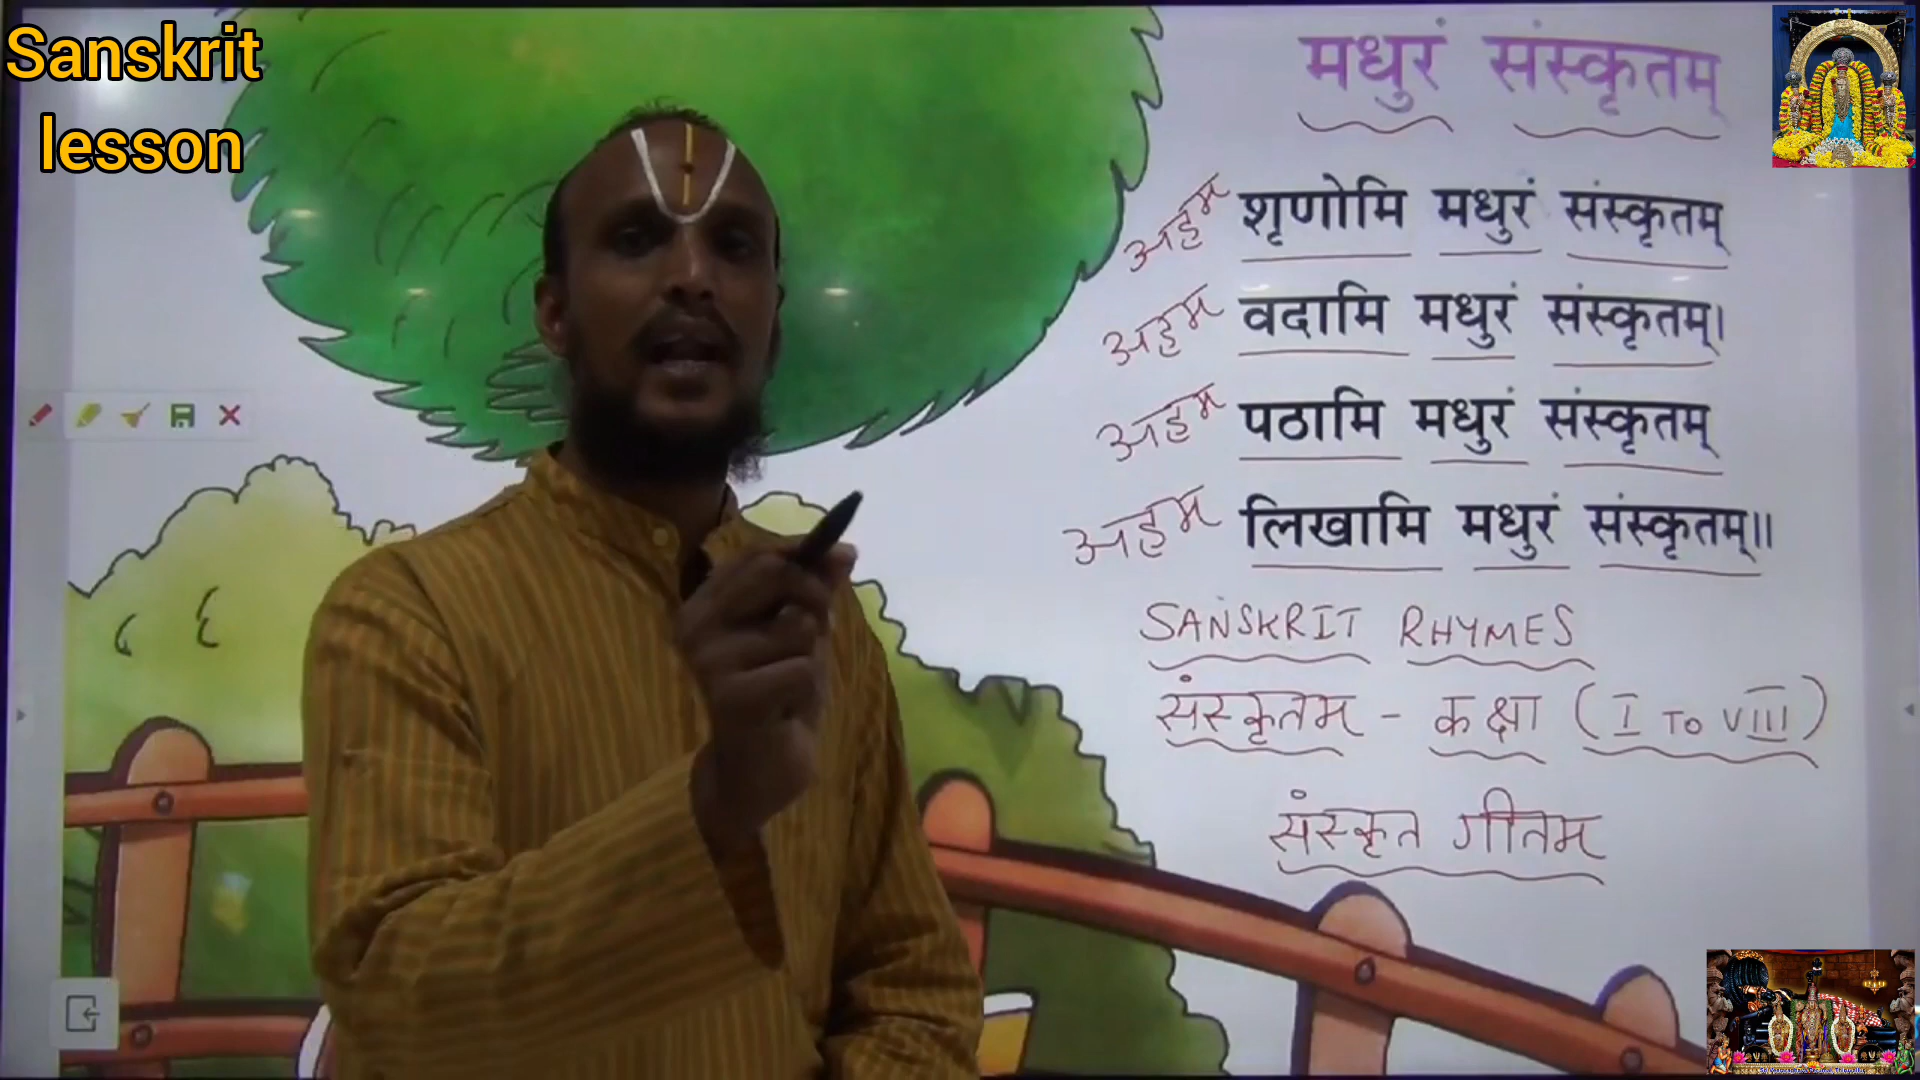 Sanskrit
lesson
मधुरं संस्कृतम्
अहम शृणोमि मधुरं संस्कृतम्
अहम वदामि मधुरं संस्कृतम्।
अहम पठामि मधुरं संस्कृतम्
अहम लिखामि मधुरं संस्कृतम्॥
SANSKRIT RHYMES
संस्कृतम - कक्षा (I TO VIII)
संस्कृत गीतम